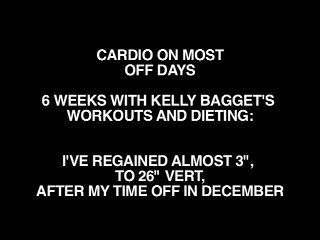 CARDIO ON MOST
OFF DAYS
6 WEEKS WITH KELLY BAGGET'S
WORKOUTS AND DIETING:
I'VE REGAINED ALMOST 3",
TO 26" VERT,
AFTER MY TIME OFF IN DECEMBER